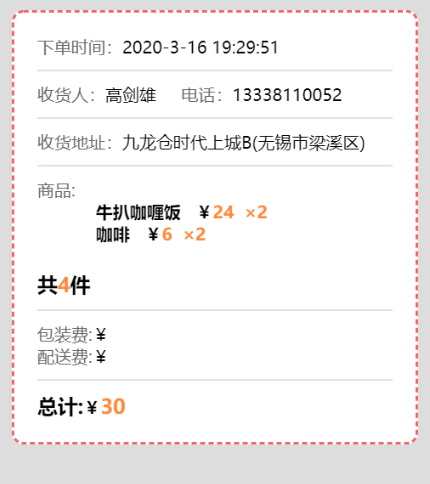 下单时间：2020-3-16 19:29:51
收货人：高剑雄 电话：13338110052
收货地址：九龙仓时代上城B(无锡市梁溪区)
商品:
牛扒咖喱饭 ￥24 ×2
咖啡 ￥6 ×2
共4件
包装费:￥
配送费:￥
总计:￥30